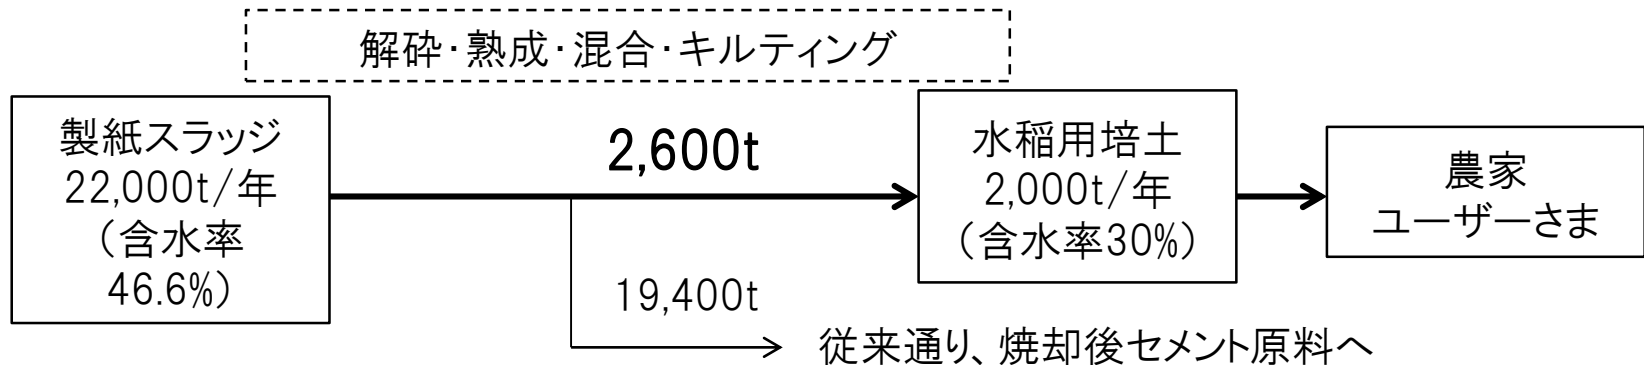 解砕・熟成・混合・キルティング
製紙スラッジ
22,000t/年
（含水率
46.6%）
2,600t
19,400t
従来通り、焼却後セメント原料へ
水稲用培土
2,000t/年
（含水率30%）
農家
ユーザーさま